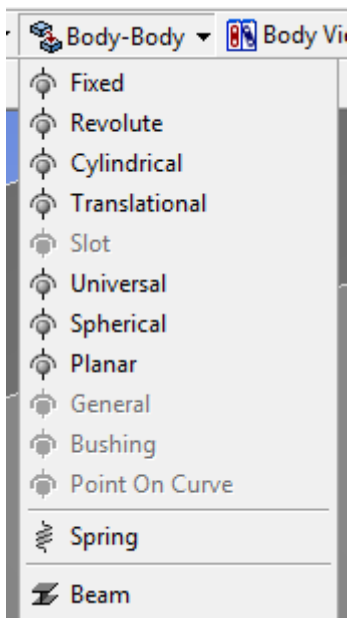 Body-Body Body Vi
Fixed
Revolute
Cylindrical
Translational
Slot
Universal
Spherical
Planar
General
Bushing
Point On Curve
Spring
Beam